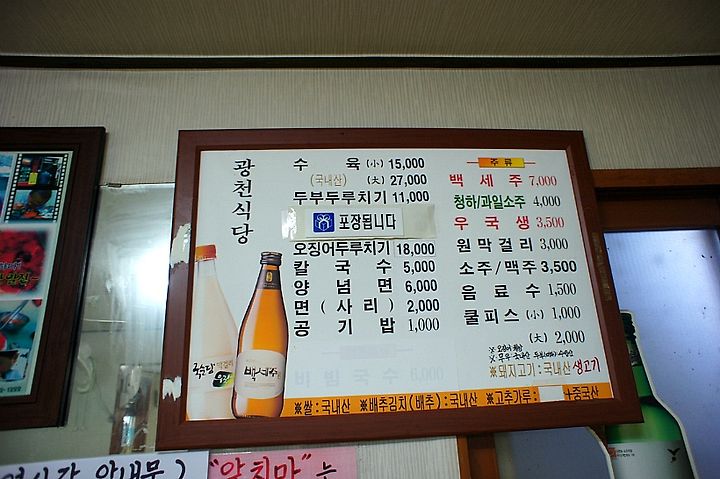 광천식당
수 육 (小) 15,000
(국내산) (大) 27,000
두부두루치기 11,000
포장됩니다
오징어두루치기 18,000
칼 국 수 5,000
양 념 면 6,000
면 ( 사 리 ) 2,000
공 기 밥 1,000
비 빔 국 수 6,000
주류
백 세 주 7,000
청하/과일소주 4,000
우 국 생 3,500
원 막 걸 리 3,000
소주/맥주 3,500
음 료 수 1,500
쿨피스 (小) 1,000
(大) 2,000
※돼지고기 : 국내산 생고기
※쌀 : 국내산 ※배추김치(배추) : 국내산 ※고추가루 : +중국산
백세주
"앞치마"는